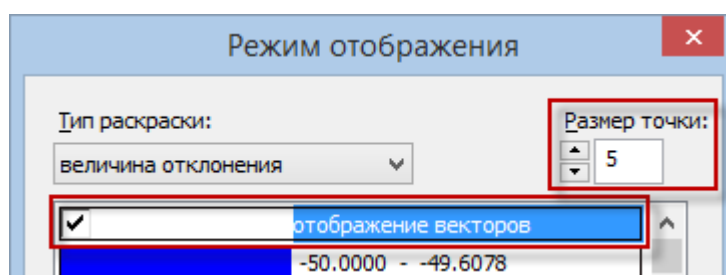 Режим отображения
Тип раскраски:
Размер точки:
величина отклонения
5
отображение векторов
-50.0000 - -49.6078